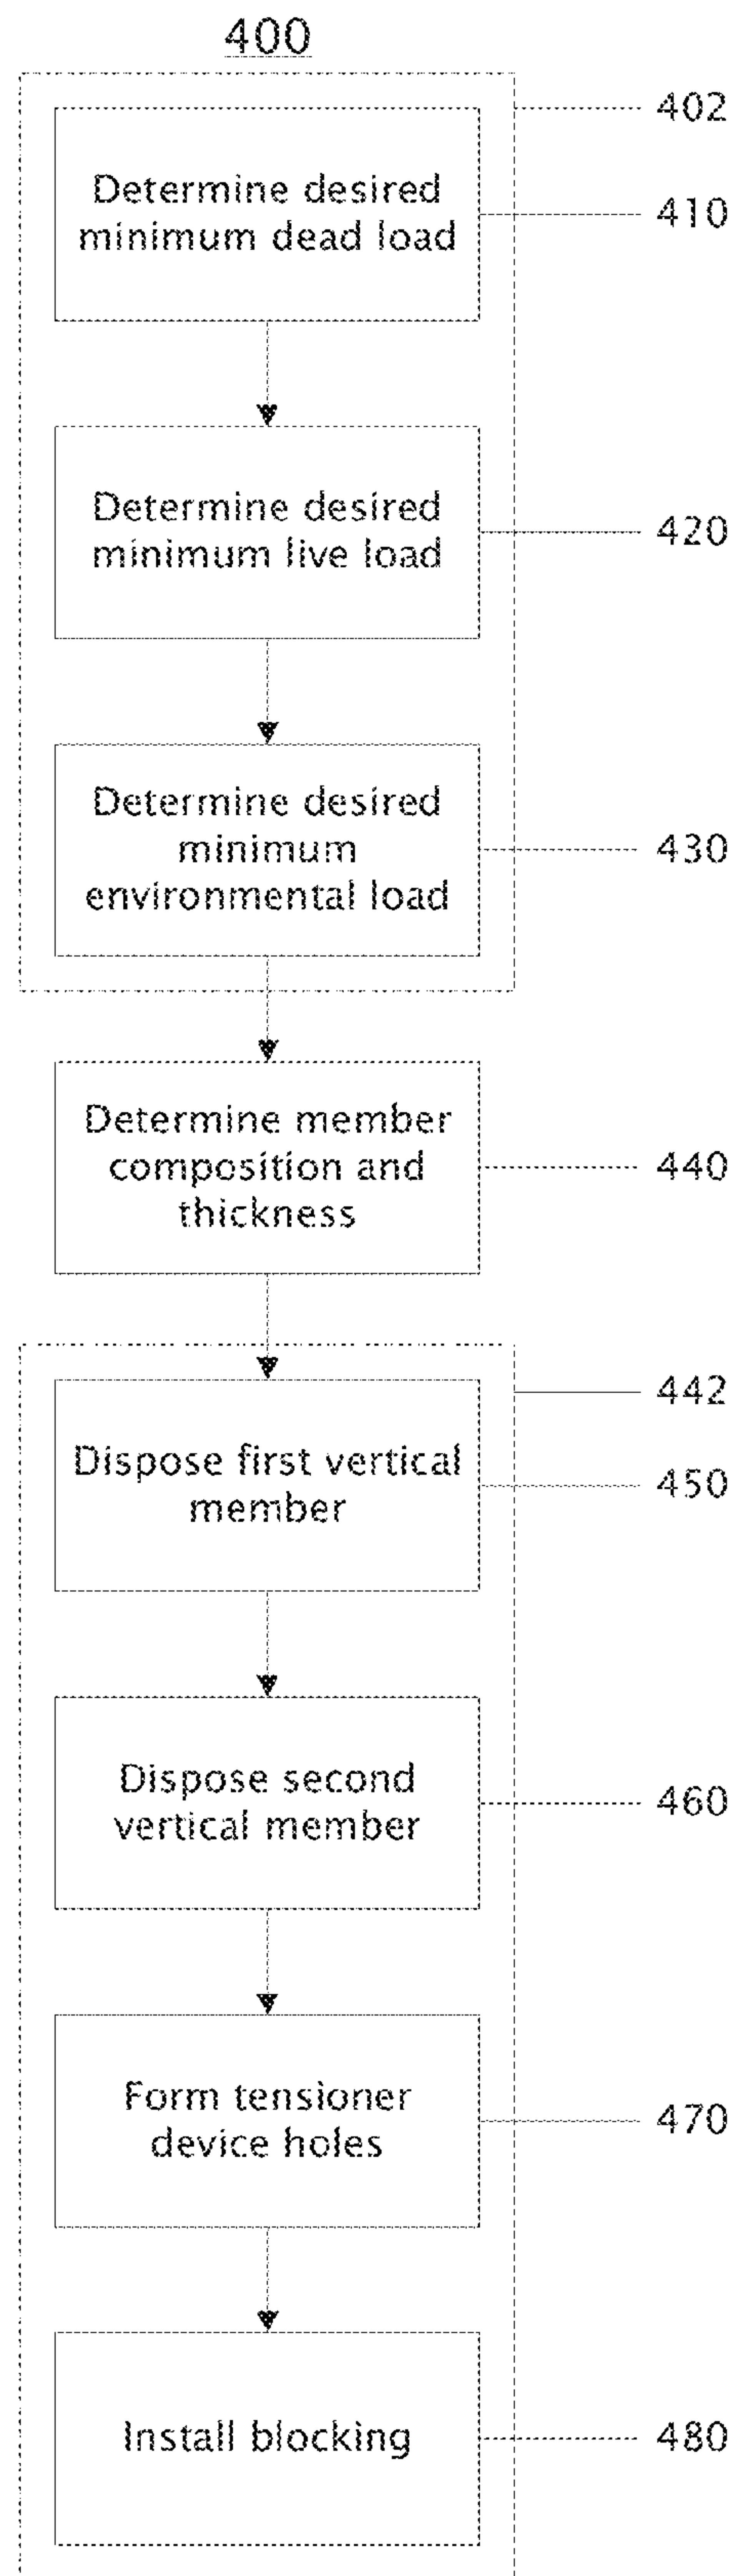 400
402
Determine desired
minimum dead load
410
Determine desired
minimum live load
420
Determine desired
minimum
environmental load
430
Determine member
composition and
thickness
440
442
Dispose first vertical
member
450
Dispose second
vertical member
460
Form tensioner
device holes
470
Install blocking
480